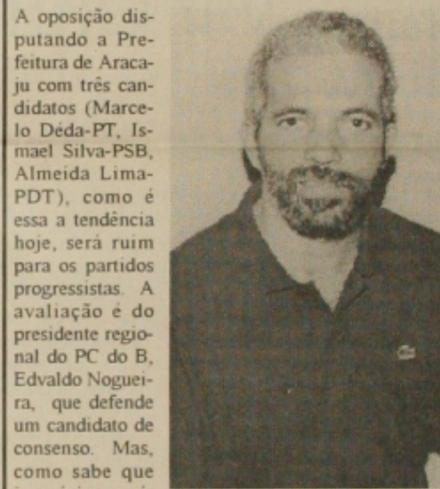 A oposição dis-
putando a Pre-
feitura de Araca-
ju com três can-
didatos (Marce-
lo Déda-PT, Is-
mael Silva-PSB,
Almeida Lima-
PDT), como é
essa a tendência
hoje, será ruim
para os partidos
progressistas. A
avaliação é do
presidente regio-
nal do PC do B,
Edvaldo Noguei-
ra, que defende
um candidato de
consenso. Mas,
como sabe que